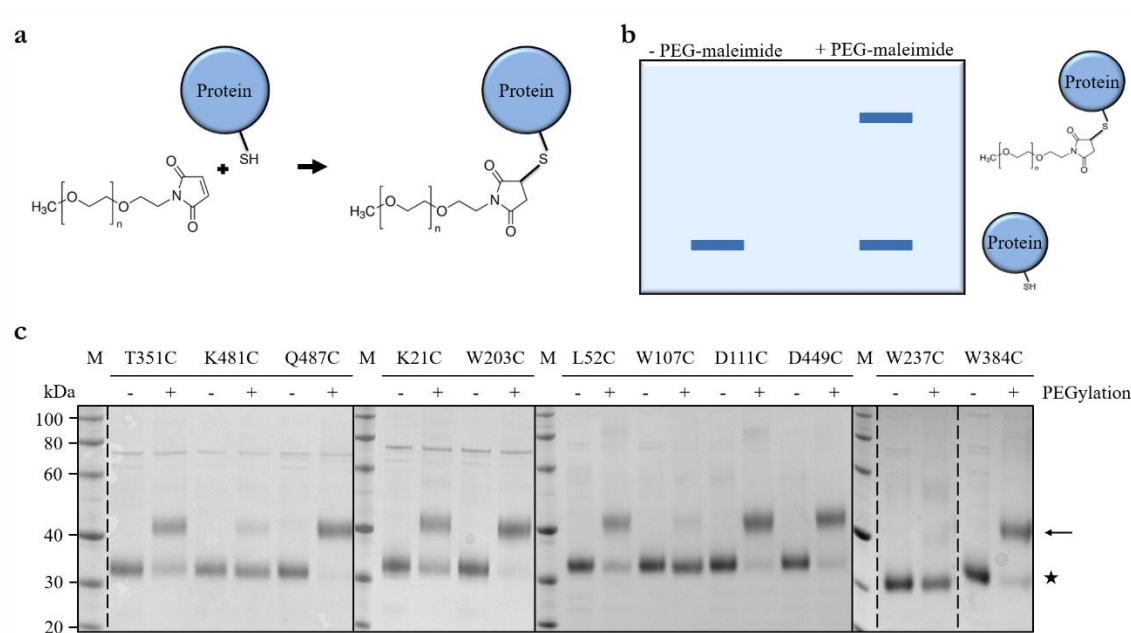 a
Protein
SH
+
H₃C
O
O
n
N
O
O
Protein
S
H₃C
O
O
n
N
O
O
b
- PEG-maleimide + PEG-maleimide
Protein
S
H₃C
O
O
n
N
O
O
Protein
SH
c
M T351C K481C Q487C M K21C W203C M L52C W107C D111C D449C M W237C W384C
kDa - + - + - + - + - + - + - + - + - + - + - + PEGylation
100
80
60
40
30
20